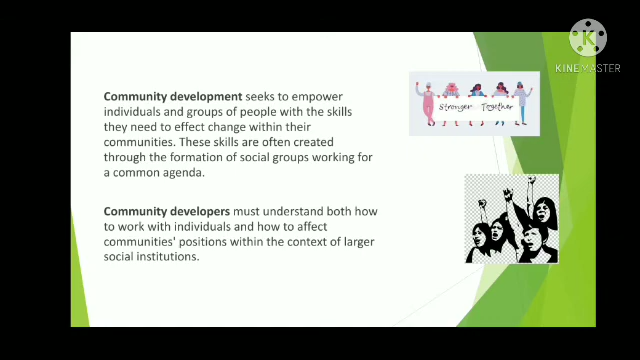 K
KINEMASTER
Community development seeks to empower
individuals and groups of people with the skills
they need to effect change within their
communities. These skills are often created
through the formation of social groups working for
a common agenda.
Stronger Together
Community developers must understand both how
to work with individuals and how to affect
communities' positions within the context of larger
social institutions.